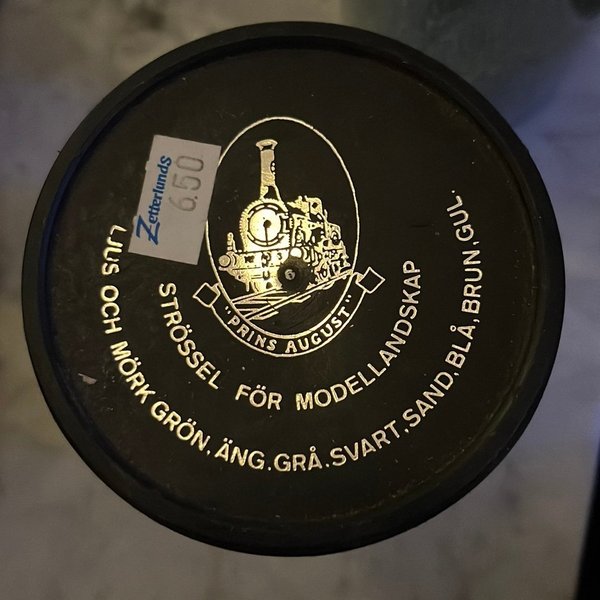 Zetterlunds
6.50
"PRINS AUGUST"
STRÖSSEL FÖR MODELLANDSKAP
LJUS OCH MÖRK GRÖN, ÄNG. GRÅ. SVART, SAND, BLÅ, BRUN, GUL.
6